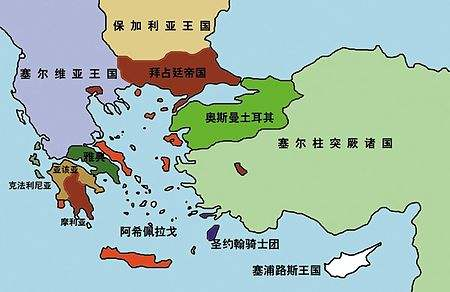 保加利亚王国
塞尔维亚王国
拜占廷帝国
奥斯曼土耳其
塞尔柱突厥诸国
雅典
亚该亚
克法利尼亚
摩利亚
阿希佩拉戈
圣约翰骑士团
塞浦路斯王国